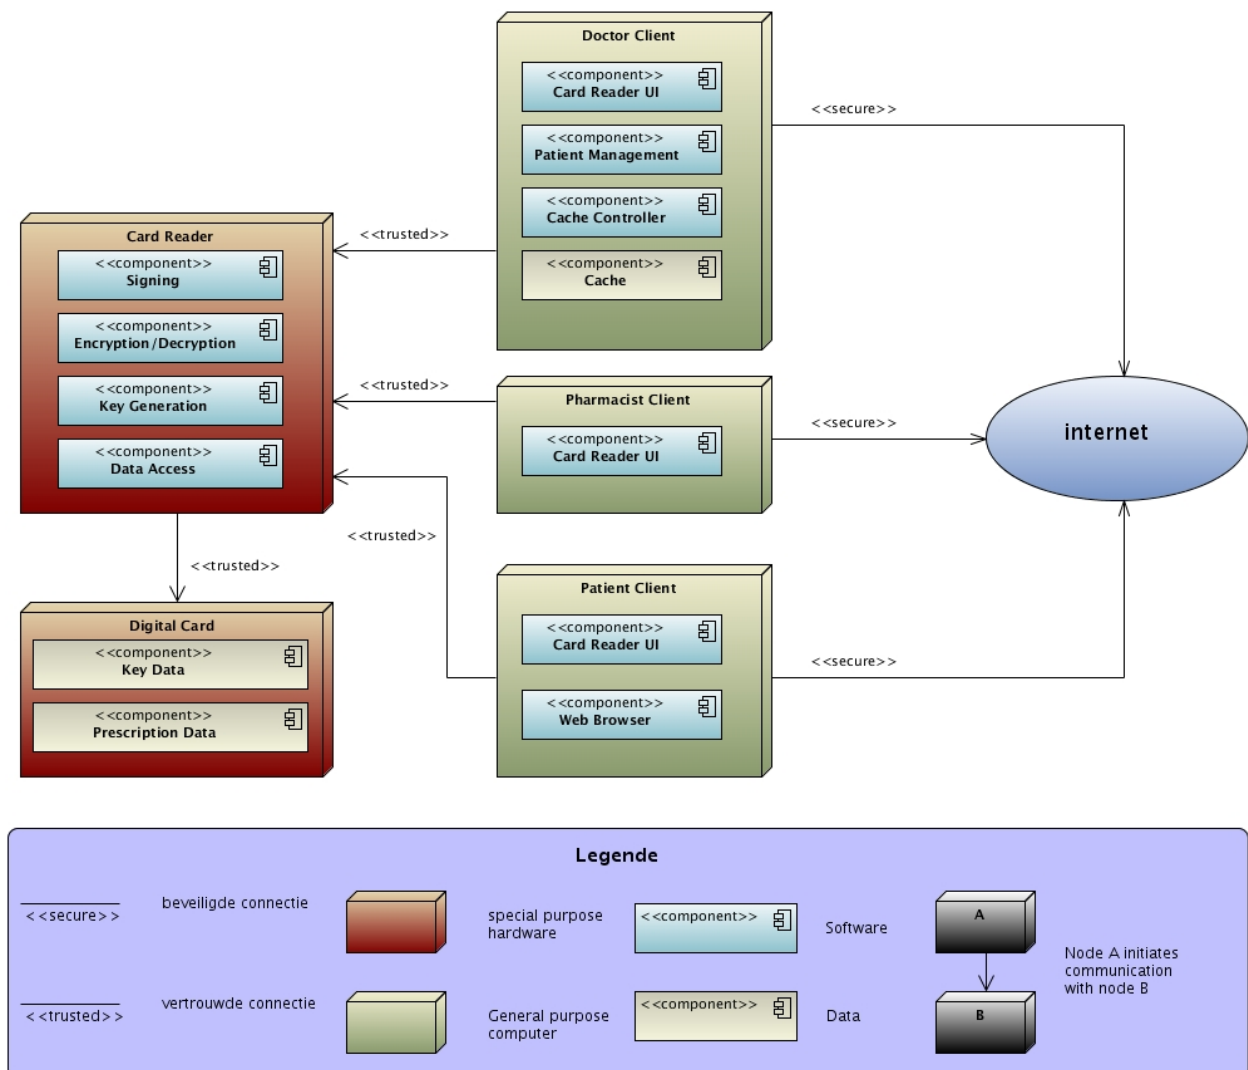 Doctor Client
<<component>>
Card Reader UI
<<component>>
Patient Management
<<component>>
Cache Controller
<<component>>
Cache
<<secure>>
<<trusted>>
Card Reader
<<component>>
Signing
<<component>>
Encryption/Decryption
<<component>>
Key Generation
<<component>>
Data Access
<<trusted>>
Pharmacist Client
<<component>>
Card Reader UI
<<secure>>
internet
<<trusted>>
<<trusted>>
Digital Card
<<component>>
Key Data
<<component>>
Prescription Data
Patient Client
<<component>>
Card Reader UI
<<component>>
Web Browser
<<secure>>
Legende
<<secure>>
beveiligde connectie
special purpose
hardware
<<component>>
Software
A
Node A initiates
communication
with node B
<<trusted>>
vertrouwde connectie
General purpose
computer
<<component>>
Data
B